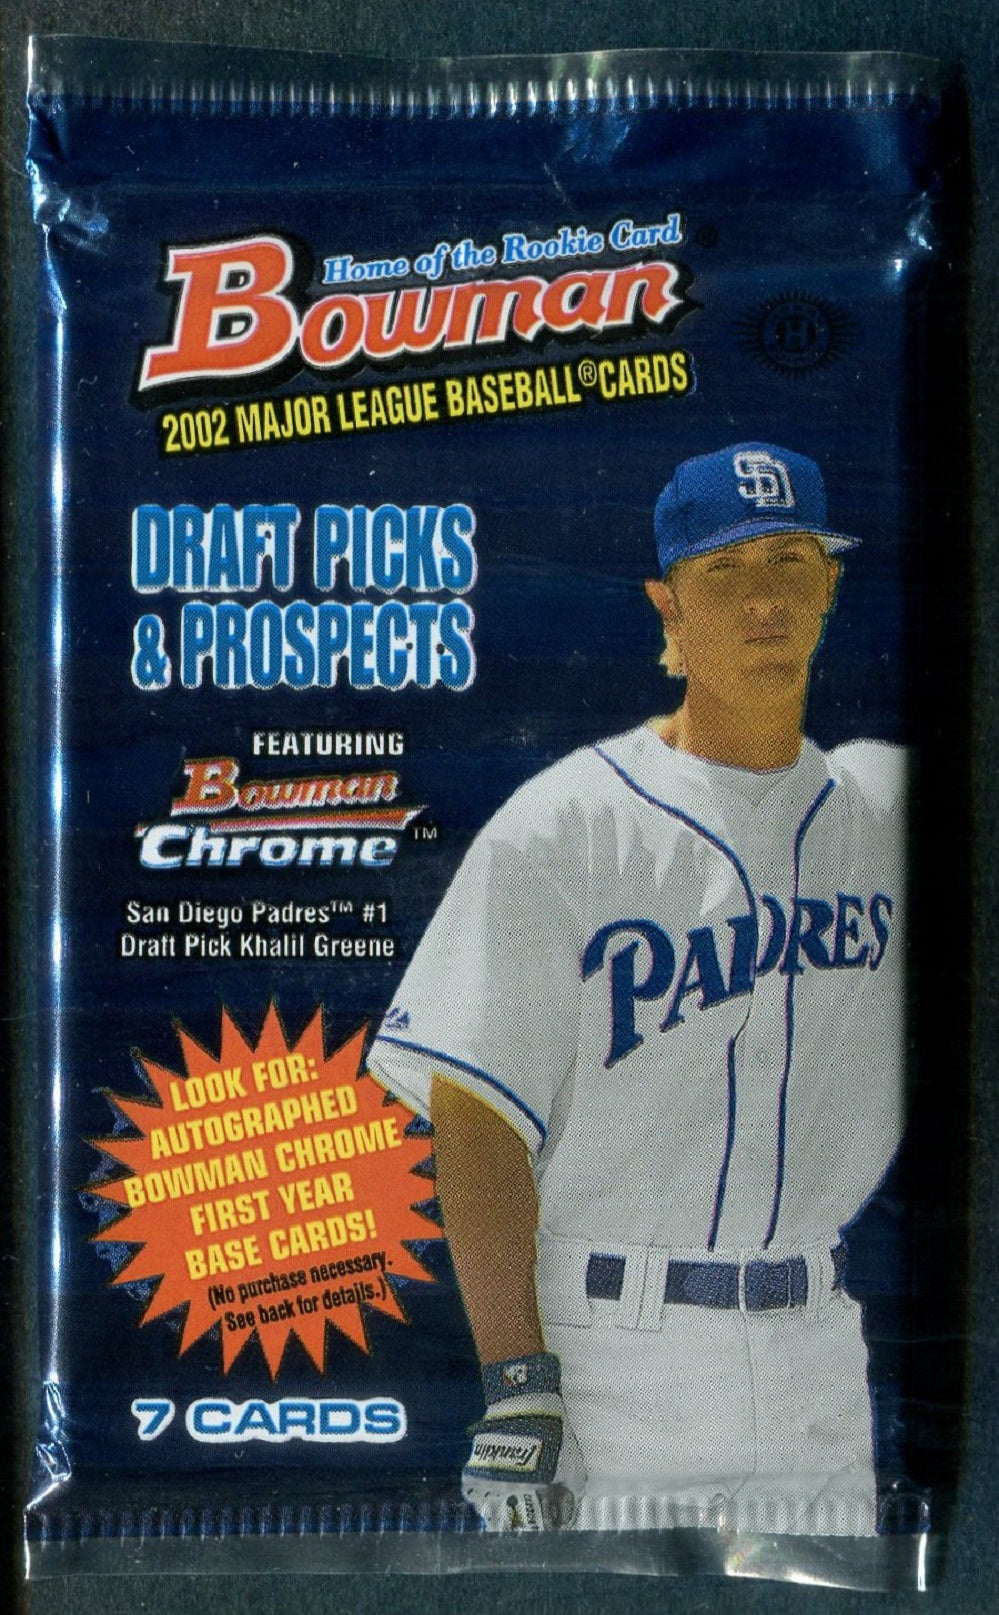 Home of the Rookie Card ®
Bowman
2002 MAJOR LEAGUE BASEBALL® CARDS
H
SD
DRAFT PICKS
& PROSPECTS
FEATURING
Bowman
Chrome™
San Diego Padres™ #1
Draft Pick Khalil Greene
PADRES
LOOK FOR:
AUTOGRAPHED
BOWMAN CHROME
FIRST YEAR
BASE CARDS!
(No purchase necessary.
See back for details.)
7 CARDS
Franklin